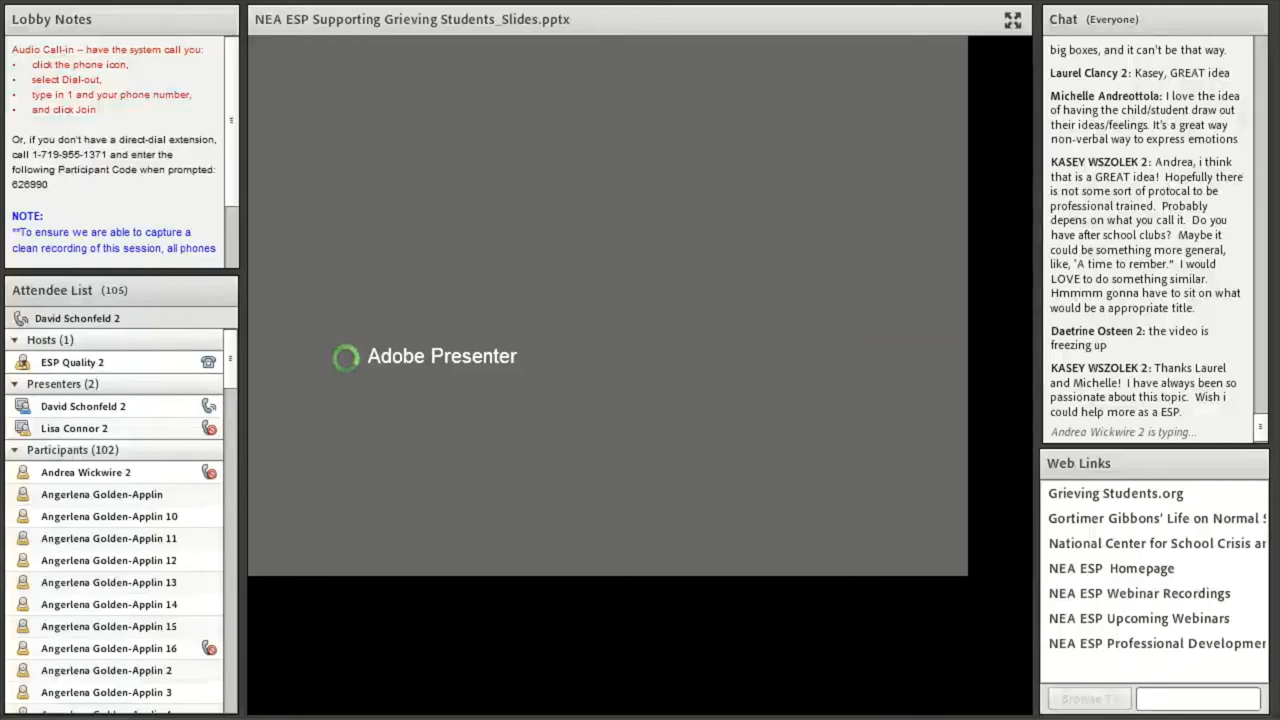 Lobby Notes
Audio Call-in -- have the system call you:
• click the phone icon,
• select Dial-out,
• type in 1 and your phone number,
• and click Join
Or, if you don't have a direct-dial extension,
call 1-719-955-1371 and enter the
following Participant Code when prompted:
626990
NOTE:
**To ensure we are able to capture a
clean recording of this session, all phones
Attendee List (105)
David Schonfeld 2
Hosts (1)
ESP Quality 2
Presenters (2)
David Schonfeld 2
Lisa Connor 2
Participants (102)
Andrea Wickwire 2
Angerlena Golden-Applin
Angerlena Golden-Applin 10
Angerlena Golden-Applin 11
Angerlena Golden-Applin 12
Angerlena Golden-Applin 13
Angerlena Golden-Applin 14
Angerlena Golden-Applin 15
Angerlena Golden-Applin 16
Angerlena Golden-Applin 2
Angerlena Golden-Applin 3
NEA ESP Supporting Grieving Students_Slides.pptx
Adobe Presenter
Chat (Everyone)
big boxes, and it can't be that way.
Laurel Clancy 2: Kasey, GREAT idea
Michelle Andreottola: I love the idea
of having the child/student draw out
their ideas/feelings. It's a great way
non-verbal way to express emotions
KASEY WSZOLEK 2: Andrea, i think
that is a GREAT idea! Hopefully there
is not some sort of protocal to be
professional trained. Probably
depens on what you call it. Do you
have after school clubs? Maybe it
could be something more general,
like, 'A time to rember." I would
LOVE to do something similar.
Hmmmm gonna have to sit on what
would be a appropriate title.
Daetrine Osteen 2: the video is
freezing up
KASEY WSZOLEK 2: Thanks Laurel
and Michelle! I have always been so
passionate about this topic. Wish i
could help more as a ESP.
Andrea Wickwire 2 is typing...
Web Links
Grieving Students.org
Gortimer Gibbons' Life on Normal S
National Center for School Crisis an
NEA ESP Homepage
NEA ESP Webinar Recordings
NEA ESP Upcoming Webinars
NEA ESP Professional Developmen
Browse T